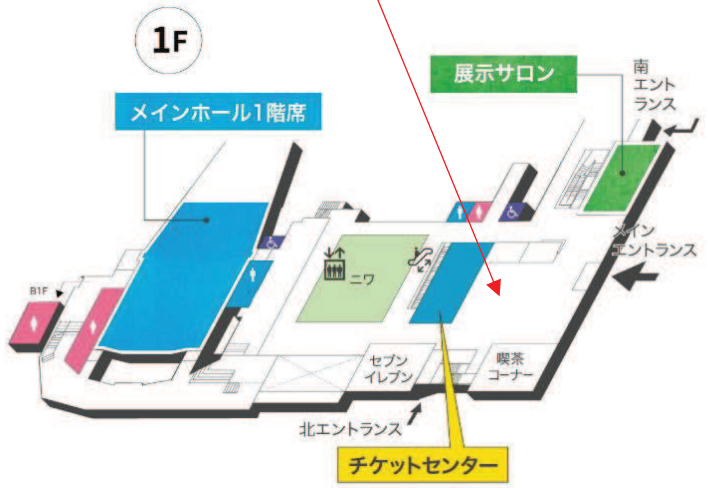 1F
メインホール1階席
展示サロン
南
エント
ランス
メイン
エントランス
ニワ
B1F
セブン
イレブン
喫茶
コーナー
北エントランス
チケットセンター